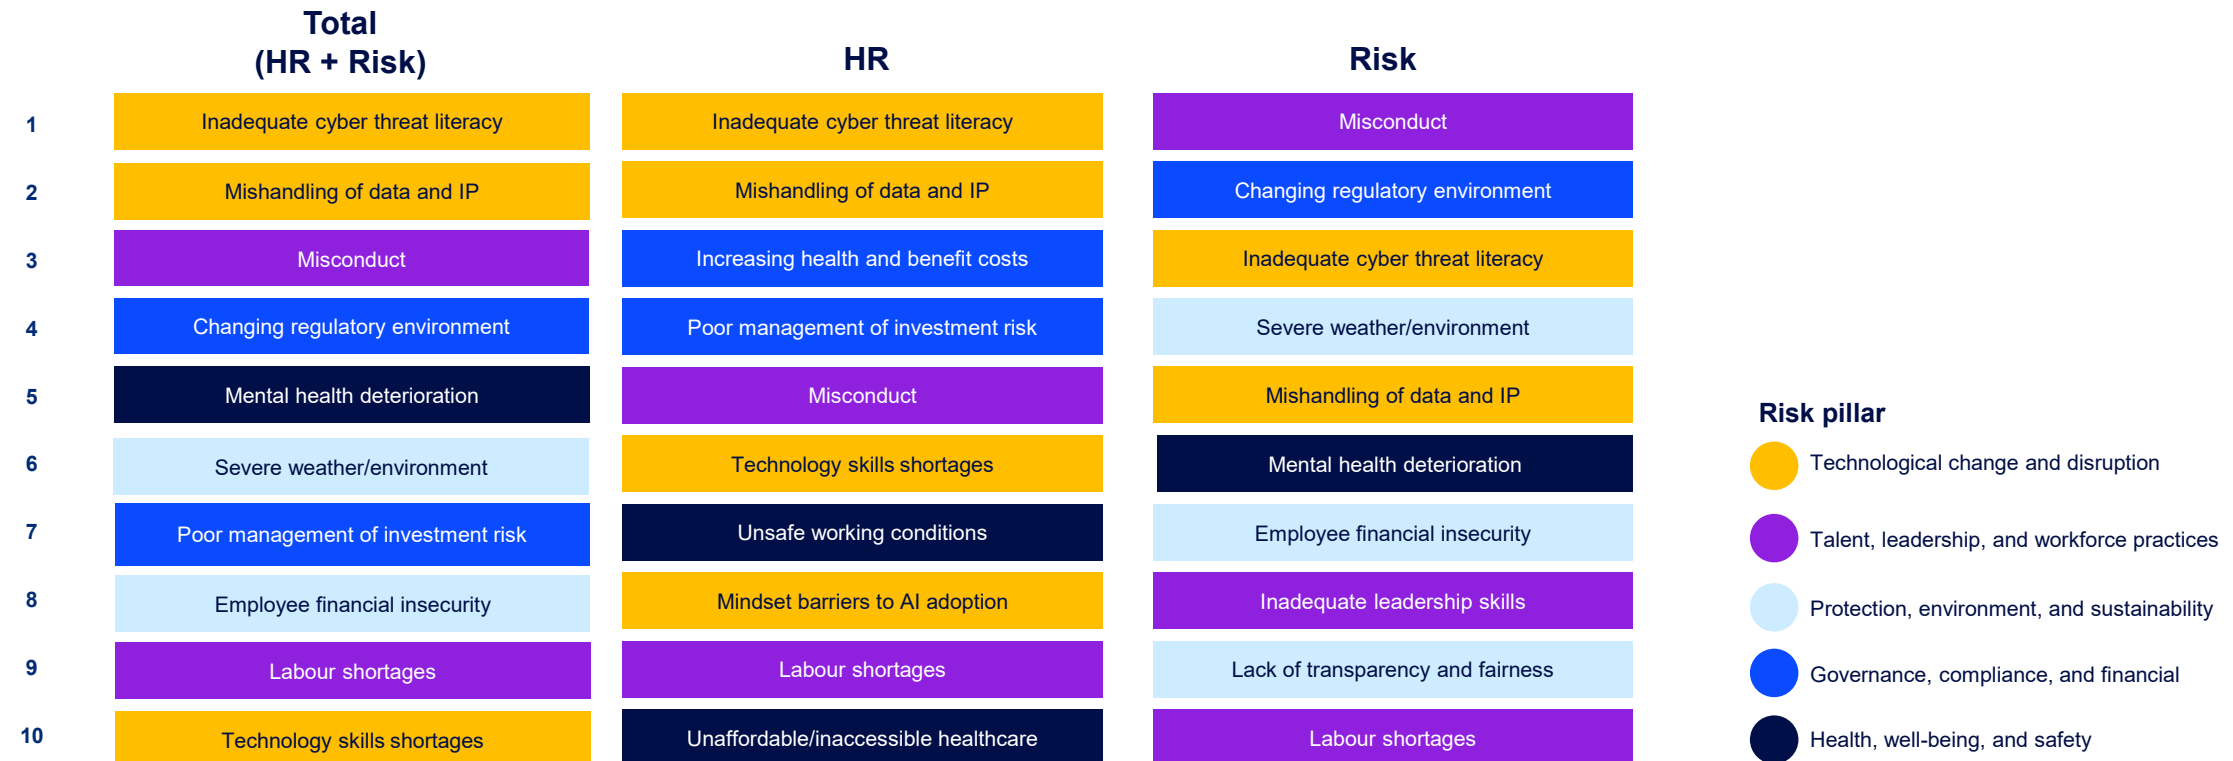 Total
(HR + Risk)
HR
Risk
1
Inadequate cyber threat literacy
Inadequate cyber threat literacy
Misconduct
2
Mishandling of data and IP
Mishandling of data and IP
Changing regulatory environment
3
Misconduct
Increasing health and benefit costs
Inadequate cyber threat literacy
4
Changing regulatory environment
Poor management of investment risk
Severe weather/environment
5
Mental health deterioration
Misconduct
Mishandling of data and IP
6
Severe weather/environment
Technology skills shortages
Mental health deterioration
7
Poor management of investment risk
Unsafe working conditions
Employee financial insecurity
8
Employee financial insecurity
Mindset barriers to AI adoption
Inadequate leadership skills
9
Labour shortages
Labour shortages
Lack of transparency and fairness
10
Technology skills shortages
Unaffordable/inaccessible healthcare
Labour shortages
Risk pillar
Technological change and disruption
Talent, leadership, and workforce practices
Protection, environment, and sustainability
Governance, compliance, and financial
Health, well-being, and safety